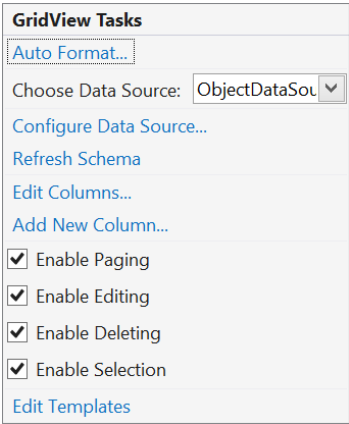 GridView Tasks
Auto Format...
Choose Data Source: ObjectDataSou
Configure Data Source...
Refresh Schema
Edit Columns...
Add New Column...
Enable Paging
Enable Editing
Enable Deleting
Enable Selection
Edit Templates